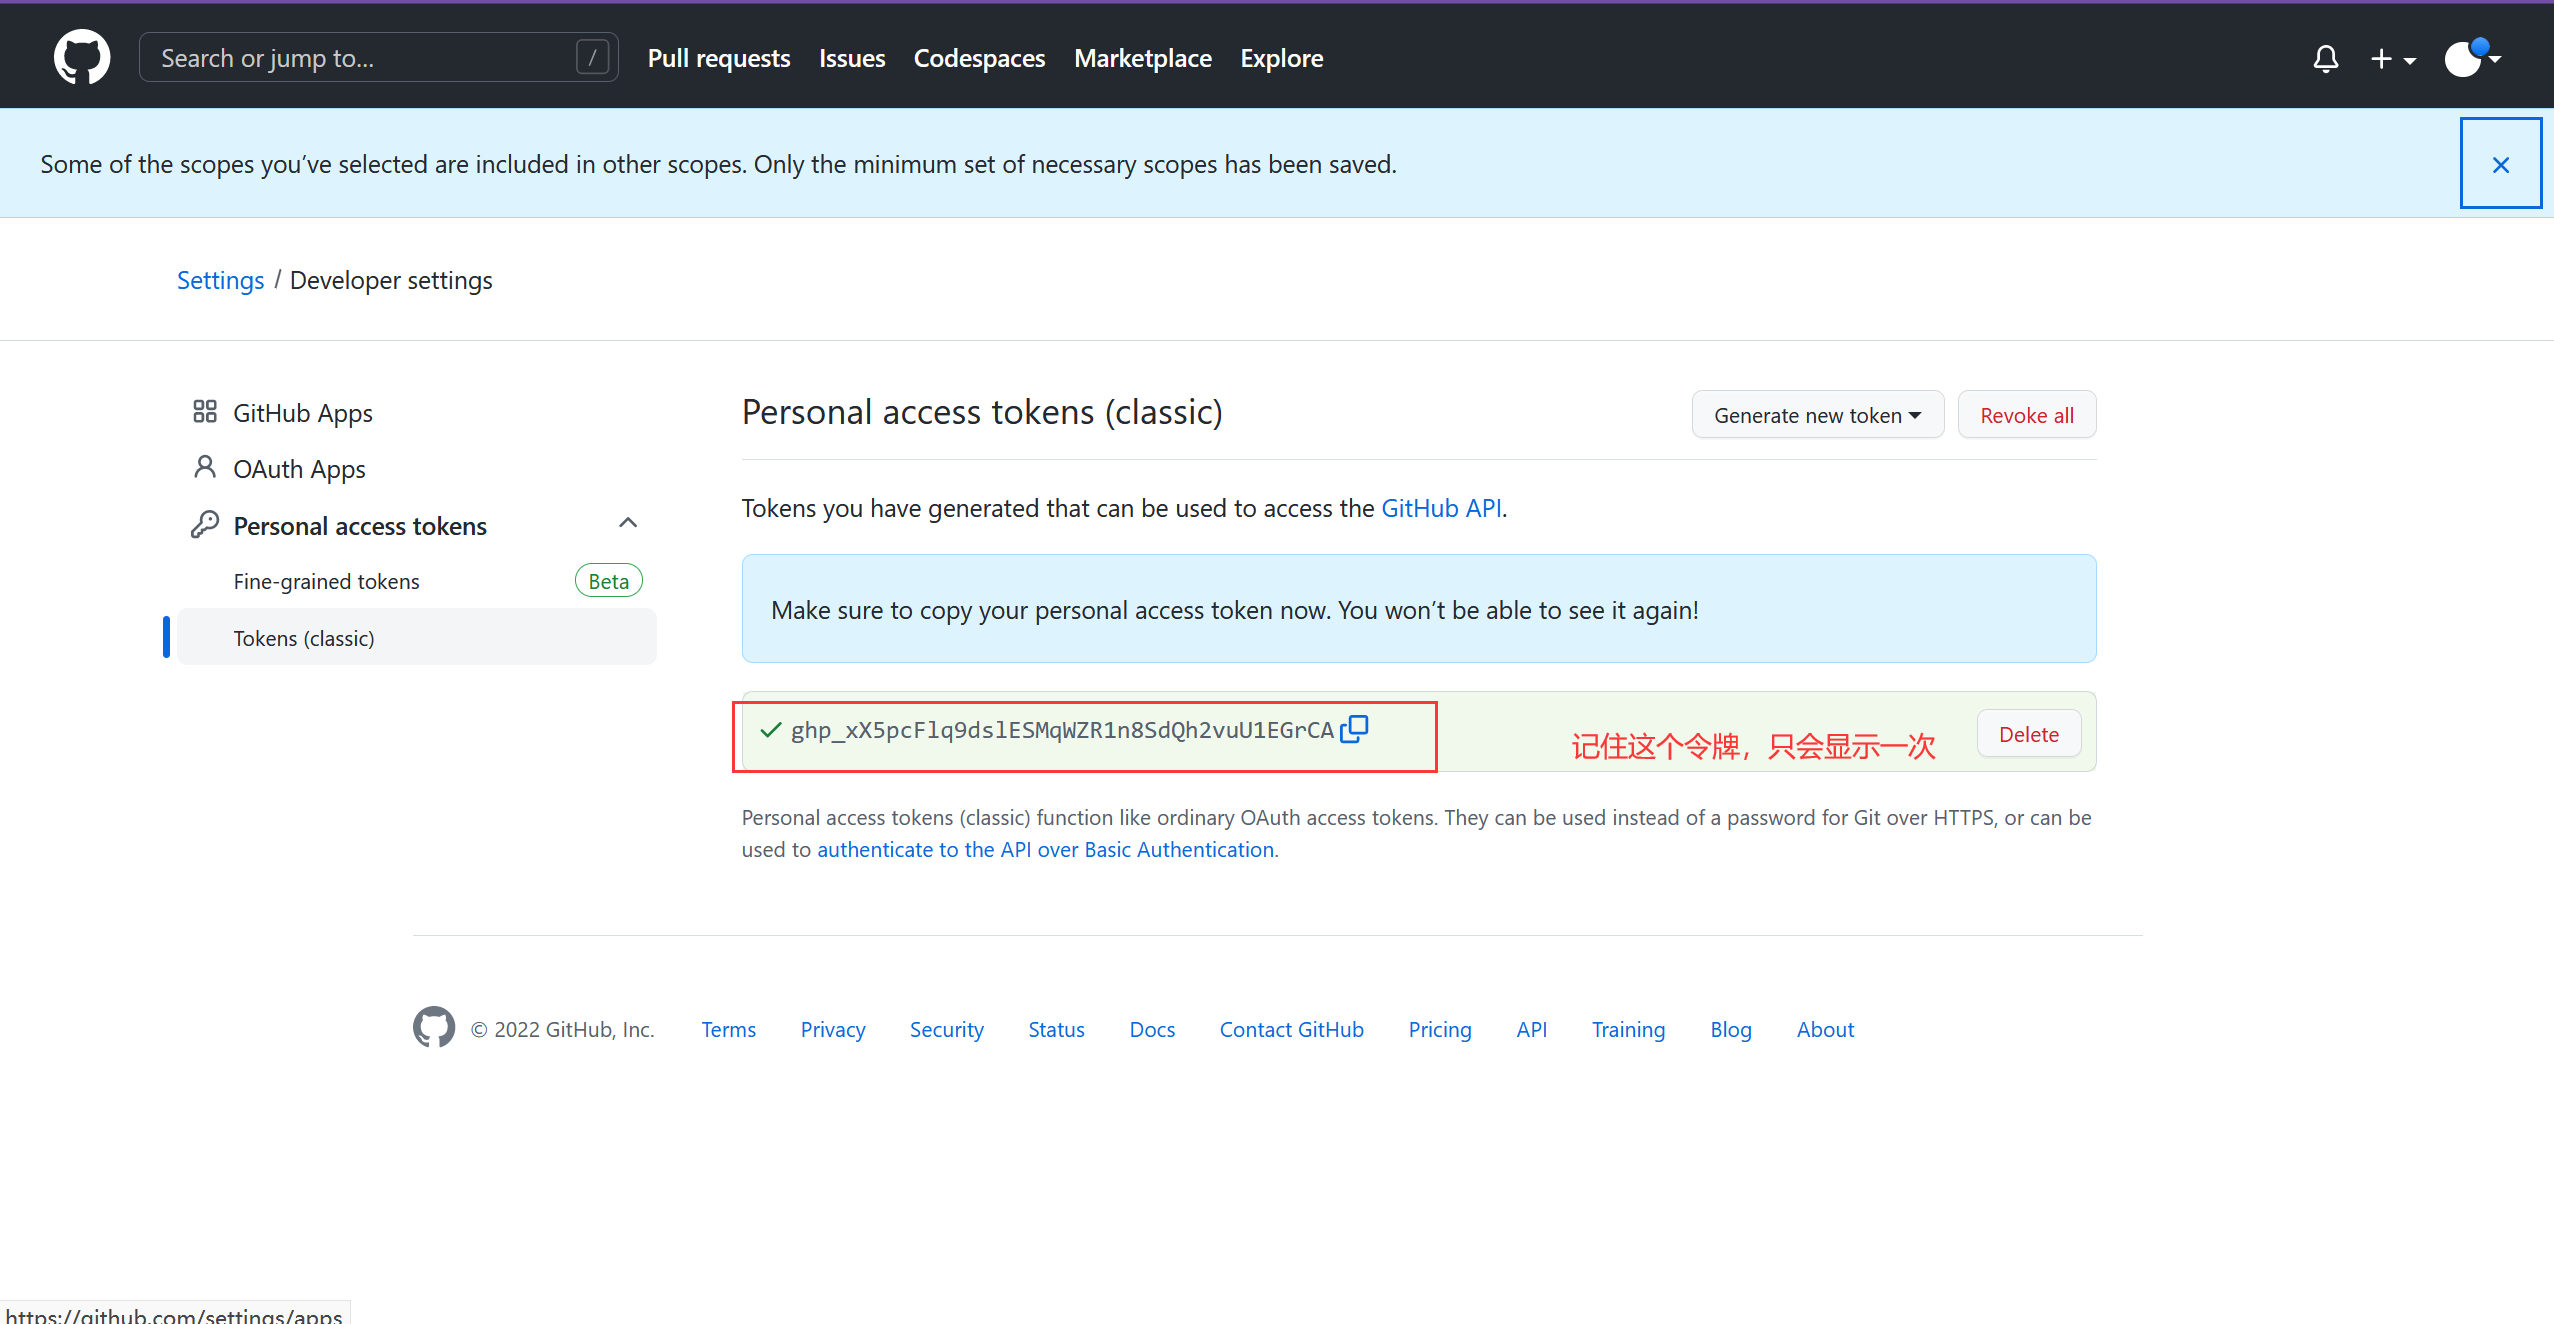 Search or jump to...
/
Pull requests
Issues
Codespaces
Marketplace
Explore
Some of the scopes you’ve selected are included in other scopes. Only the minimum set of necessary scopes has been saved.
Settings / Developer settings
GitHub Apps
OAuth Apps
Personal access tokens
Fine-grained tokens
Beta
Tokens (classic)
Personal access tokens (classic)
Generate new token
Revoke all
Tokens you have generated that can be used to access the GitHub API.
Make sure to copy your personal access token now. You won’t be able to see it again!
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
记住这个令牌，只会显示一次
Delete
Personal access tokens (classic) function like ordinary OAuth access tokens. They can be used instead of a password for Git over HTTPS, or can be
used to authenticate to the API over Basic Authentication.
© 2022 GitHub, Inc.
Terms
Privacy
Security
Status
Docs
Contact GitHub
Pricing
API
Training
Blog
About
https://github.com/settings/apps